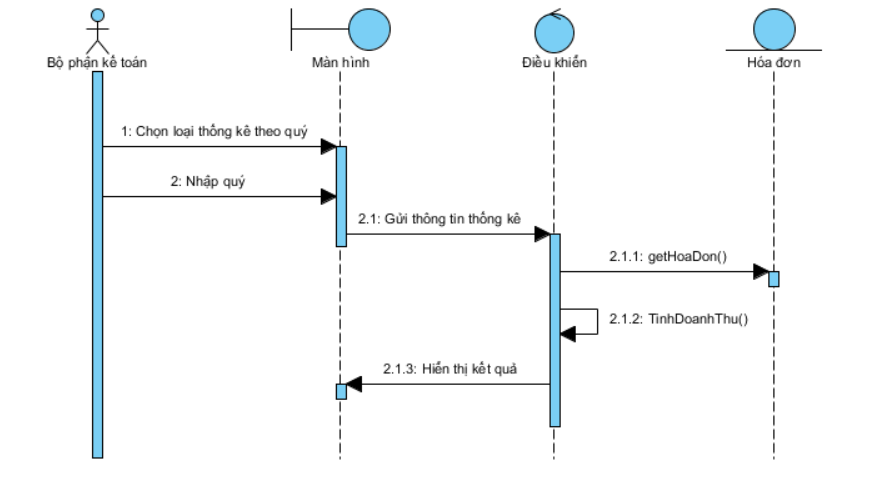 Bộ phận kế toán
Màn hình
Điều khiển
Hóa đơn
1: Chọn loại thống kê theo quý
2: Nhập quý
2.1: Gửi thông tin thống kê
2.1.1: getHoaDon()
2.1.2: TinhDoanhThu()
2.1.3: Hiển thị kết quả